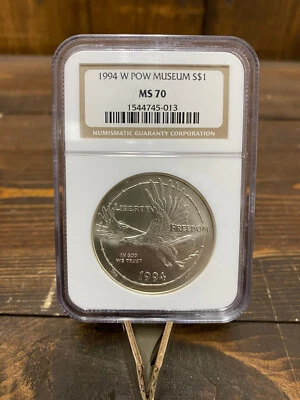 1994 W POW MUSEUM S$1
MS 70
1544745-013
NUMISMATIC GUARANTY CORPORATION
LIBERTY
FREEDOM
IN GOD
WE TRUST
1994